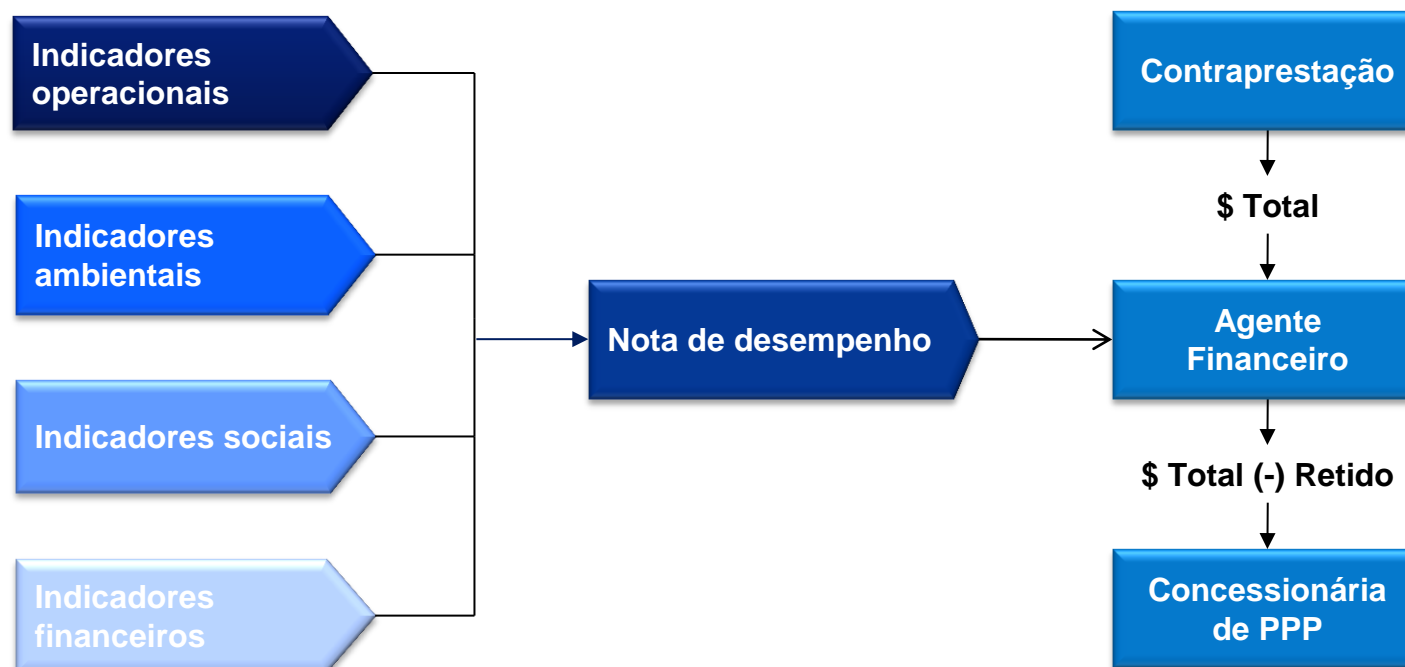 Indicadores
operacionais
Indicadores
ambientais
Indicadores sociais
Indicadores
financeiros
Nota de desempenho
Contraprestação
$ Total
Agente
Financeiro
$ Total (-) Retido
Concessionária
de PPP